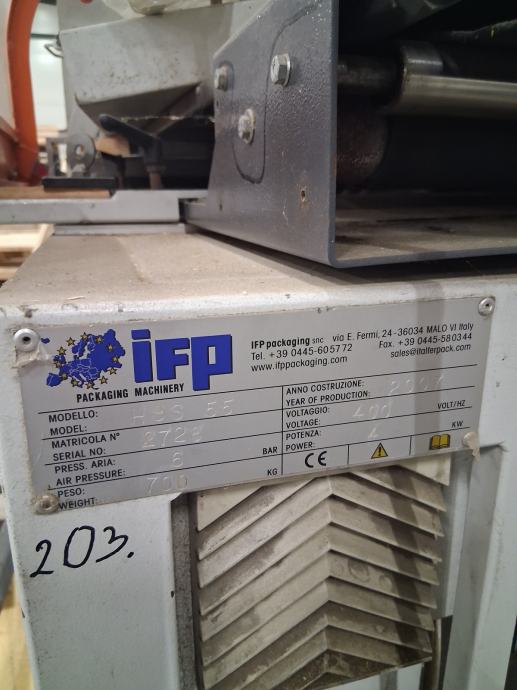 ifp
PACKAGING MACHINERY
IFP packaging snc via E. Fermi, 24 -36034 MALO VI Italy
Tel. +39 0445-605772 Fax. +39 0445-580344
www.ifppackaging.com sales@italferpack.com
MODELLO:
MODEL: 55
MATRICOLA N°
SERIAL NO: 272
PRESS. ARIA:
AIR PRESSURE: 6 BAR
PESO:
WEIGHT: 700 KG
ANNO COSTRUZIONE:
YEAR OF PRODUCTION: 2007
VOLTAGGIO
VOLTAGE: 400 VOLT/HZ
POTENZA:
POWER: 4 KW
CE
203.